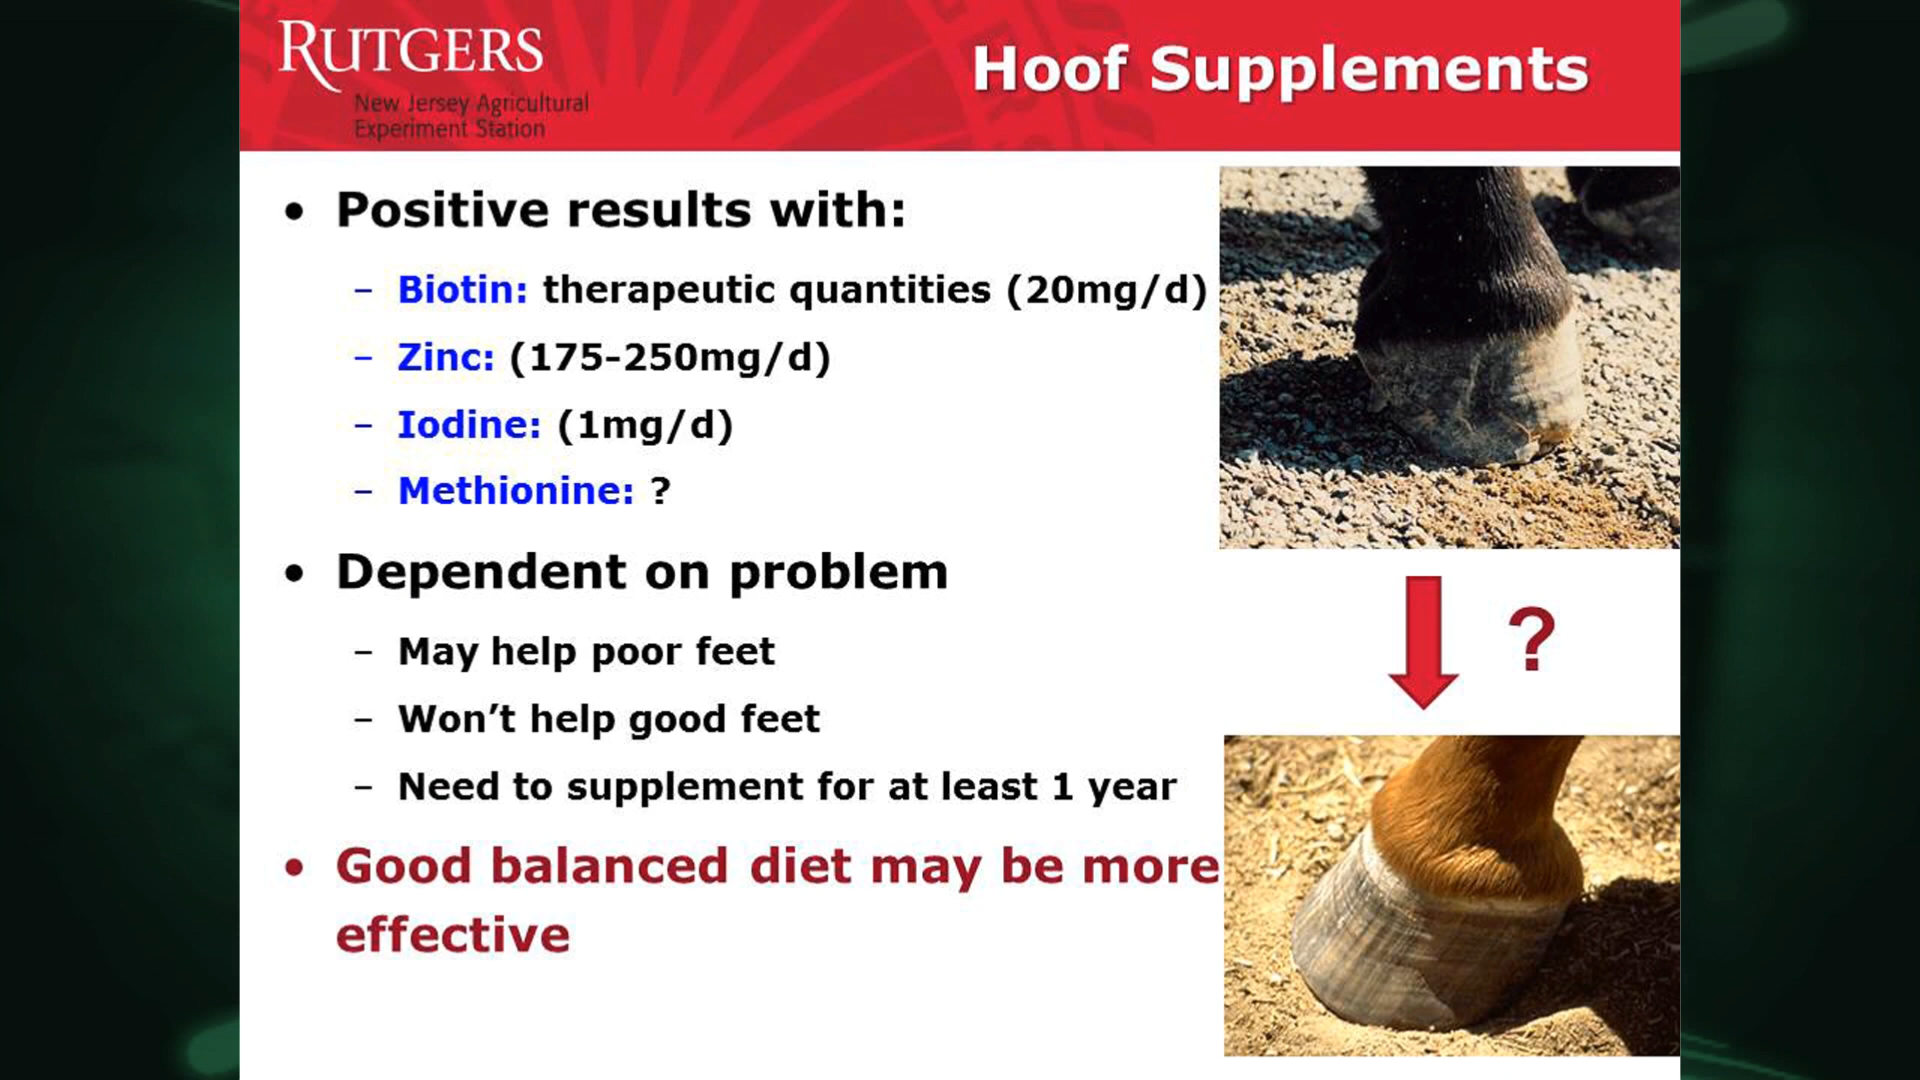 RUTGERS
New Jersey Agricultural
Experiment Station
Hoof Supplements
• Positive results with:
– Biotin: therapeutic quantities (20mg/d)
– Zinc: (175-250mg/d)
– Iodine: (1mg/d)
– Methionine: ?
• Dependent on problem
– May help poor feet
– Won’t help good feet
– Need to supplement for at least 1 year
• Good balanced diet may be more
effective
?